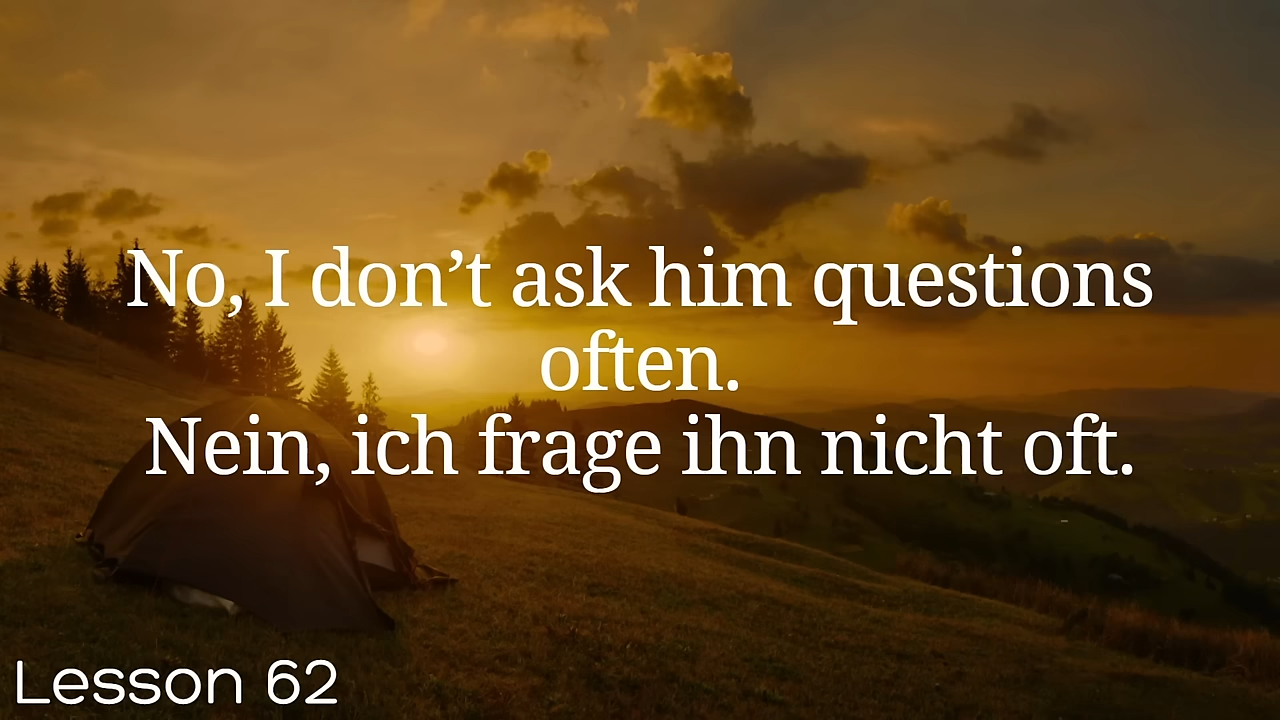 No, I don’t ask him questions
often.
Nein, ich frage ihn nicht oft.
Lesson 62